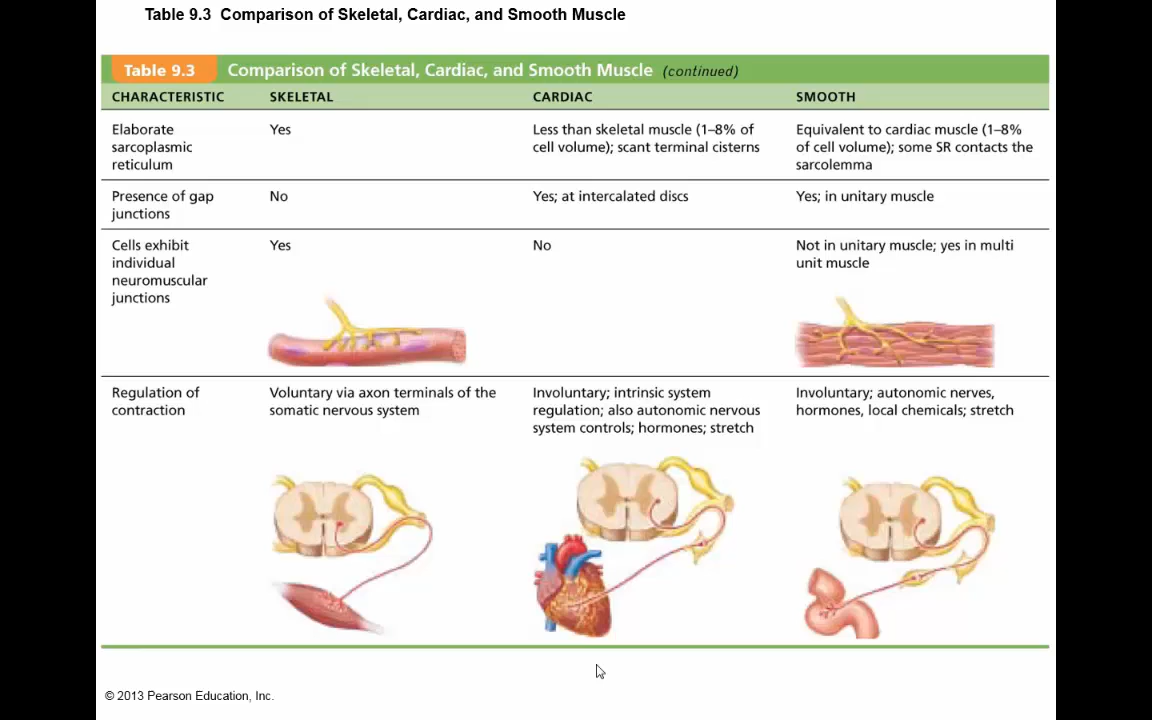 Table 9.3 Comparison of Skeletal, Cardiac, and Smooth Muscle
Table 9.3 Comparison of Skeletal, Cardiac, and Smooth Muscle (continued)
CHARACTERISTIC SKELETAL CARDIAC SMOOTH
Elaborate Yes Less than skeletal muscle (1–8% of Equivalent to cardiac muscle (1–8%
sarcoplasmic cell volume); scant terminal cisterns of cell volume); some SR contacts the
reticulum sarcolemma
Presence of gap No Yes; at intercalated discs Yes; in unitary muscle
junctions
Cells exhibit Yes No Not in unitary muscle; yes in multi
individual unit muscle
neuromuscular
junctions
Regulation of Voluntary via axon terminals of the Involuntary; intrinsic system Involuntary; autonomic nerves,
contraction somatic nervous system regulation; also autonomic nervous hormones, local chemicals; stretch
system controls; hormones; stretch
© 2013 Pearson Education, Inc.